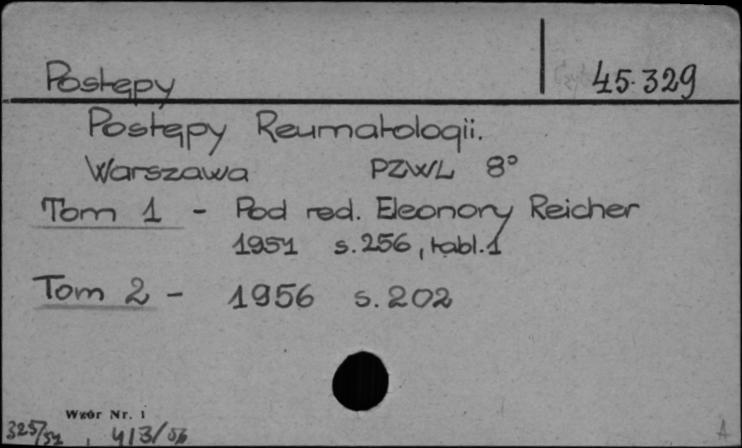 Postępy 45.329
Postępy Reumatologii.
Warszawa PZWL 8°
Tom 1 - Pod red. Eleonory Reicher
1951 s.256, tabl.1
Tom 2 - 1956 s.202
Wzór Nr. 1
325/52, 413/56
A